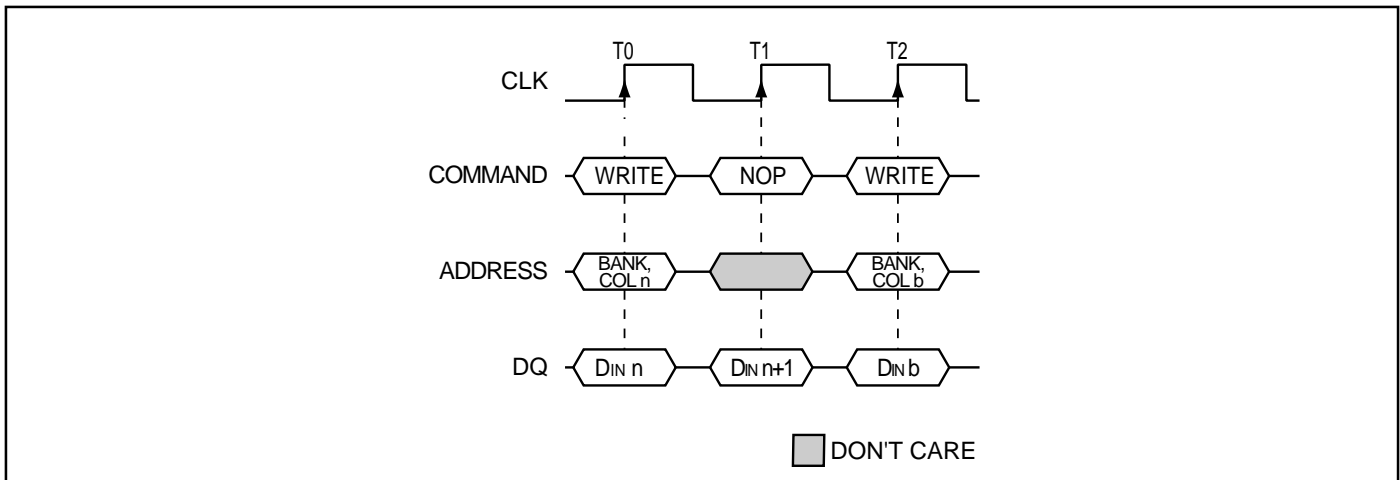 T0 T1 T2
CLK
COMMAND WRITE NOP WRITE
ADDRESS BANK, COL n BANK, COL b
DQ DIN n DIN n+1 DIN b
DON'T CARE